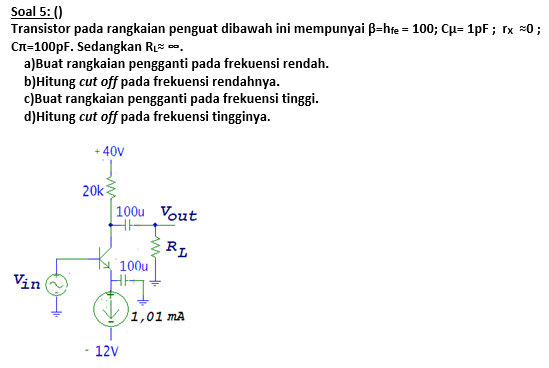 Soal 5: ()
Transistor pada rangkaian penguat dibawah ini mempunyai β=hfe = 100; Cμ= 1pF ; rx ≈0 ;
Cπ=100pF. Sedangkan RL≈ ∞.
a)Buat rangkaian pengganti pada frekuensi rendah.
b)Hitung cut off pada frekuensi rendahnya.
c)Buat rangkaian pengganti pada frekuensi tinggi.
d)Hitung cut off pada frekuensi tingginya.
+ 40V
20k
100u Vout
RL
100u
Vin
1,01 mA
- 12V